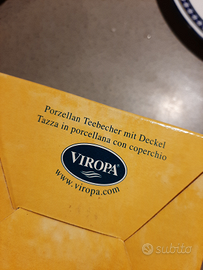 Porzellan Teebecher mit Deckel
Tazza in porcellana con coperchio
VIROPA®
www.viropa.com
subito